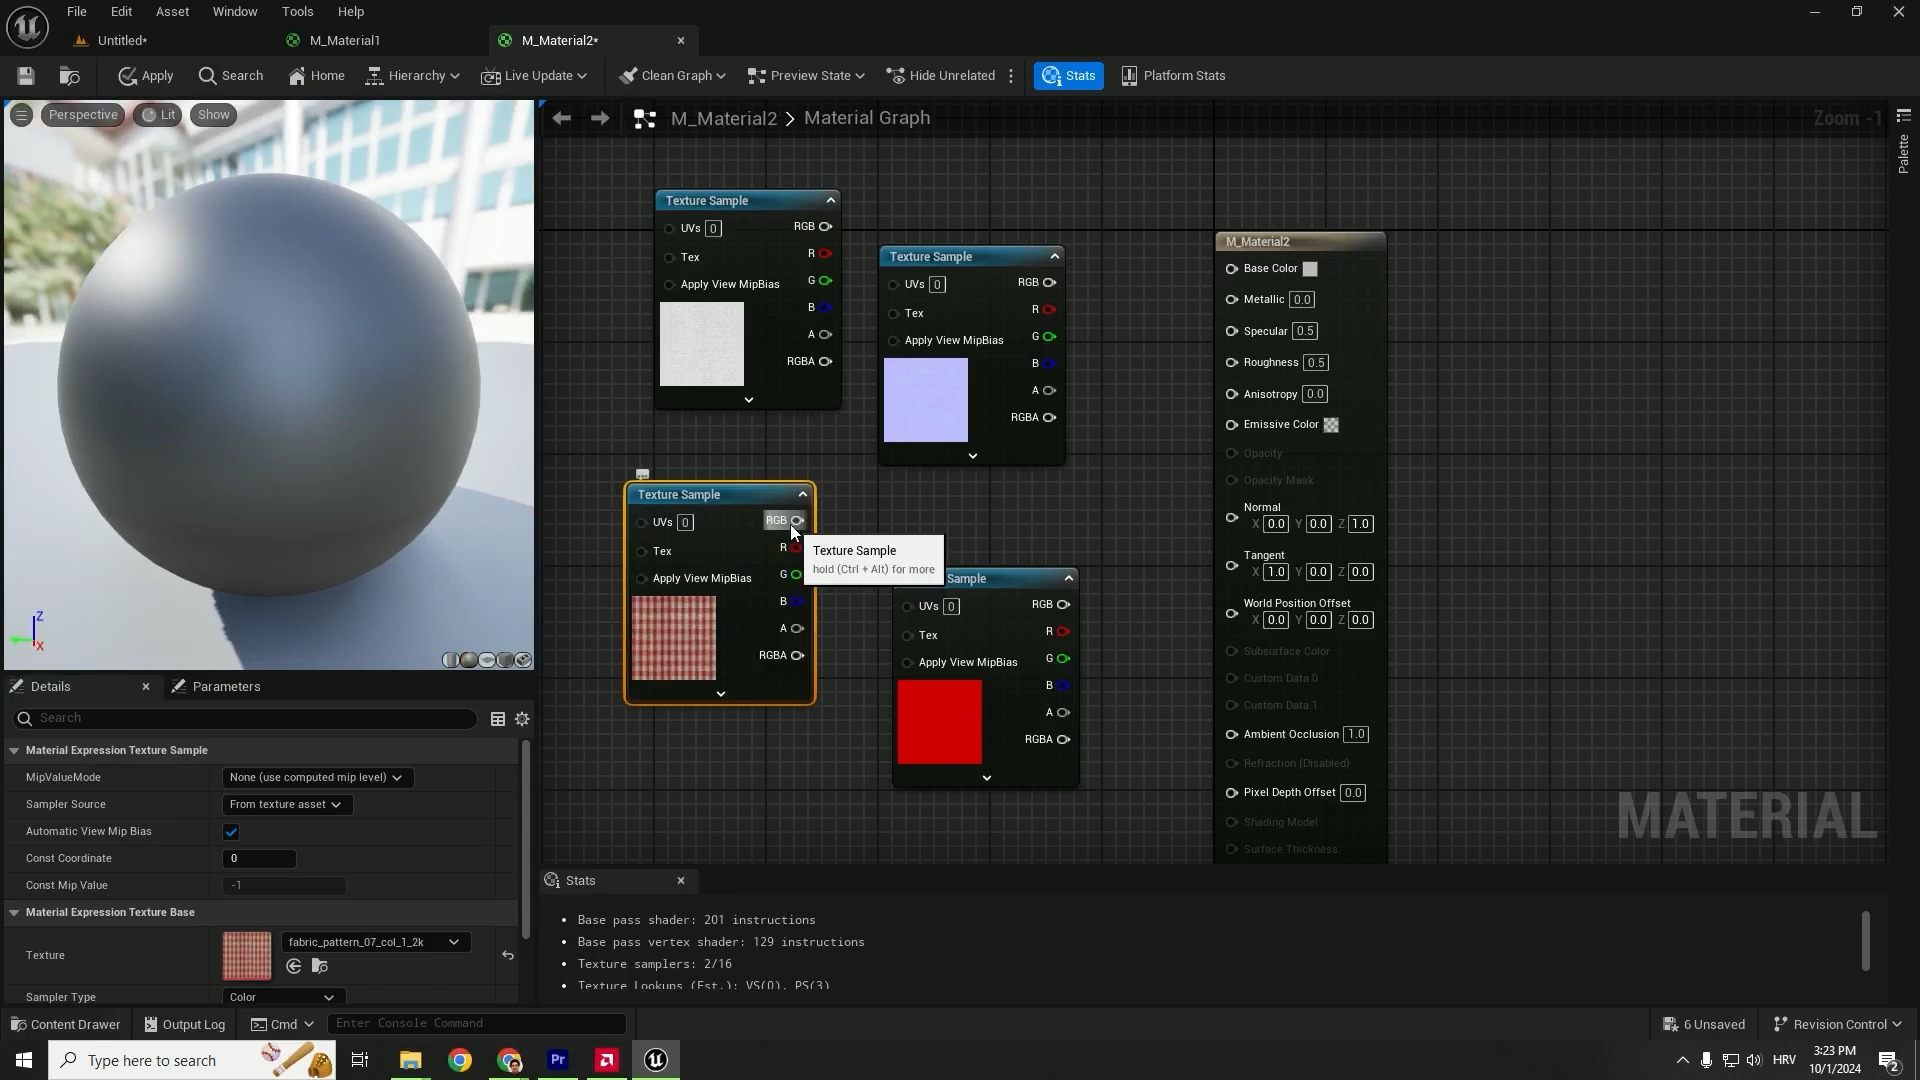 File Edit Asset Window Tools Help
Untitled*
M_Material1
M_Material2*
Apply Search Home Hierarchy Live Update Clean Graph Preview State Hide Unrelated Stats Platform Stats
Perspective Lit Show
M_Material2 > Material Graph
Zoom -1
Palette
Texture Sample
UVs 0 RGB
R
Tex
Apply View MipBias G
B
A
RGBA
Texture Sample
UVs 0 RGB
R
Tex
Apply View MipBias G
B
A
RGBA
Texture Sample
UVs 0 RGB
R
Tex
Apply View MipBias G
B
A
RGBA
Texture Sample
hold (Ctrl + Alt) for more
Sample
UVs 0 RGB
R
Tex
Apply View MipBias G
B
A
RGBA
M_Material2
Base Color
Metallic 0.0
Specular 0.5
Roughness 0.5
Anisotropy 0.0
Emissive Color
Opacity
Opacity Mask
Normal
X 0.0 Y 0.0 Z 1.0
Tangent
X 1.0 Y 0.0 Z 0.0
World Position Offset
X 0.0 Y 0.0 Z 0.0
Subsurface Color
Custom Data 0
Custom Data 1
Ambient Occlusion 1.0
Refraction (Disabled)
Pixel Depth Offset 0.0
Shading Model
Surface Thickness
MATERIAL
Z
X
Details
Parameters
Search
Material Expression Texture Sample
MipValueMode None (use computed mip level)
Sampler Source From texture asset
Automatic View Mip Bias
Const Coordinate 0
Const Mip Value -1
Material Expression Texture Base
Texture fabric_pattern_07_col_1_2k
Sampler Type Color
Stats
Base pass shader: 201 instructions
Base pass vertex shader: 129 instructions
Texture samplers: 2/16
Texture Lookups (Est.): VS(0), PS(3)
Content Drawer Output Log Cmd Enter Console Command 6 Unsaved Revision Control
Type here to search
Pr
HRV
3:23 PM
10/1/2024
2